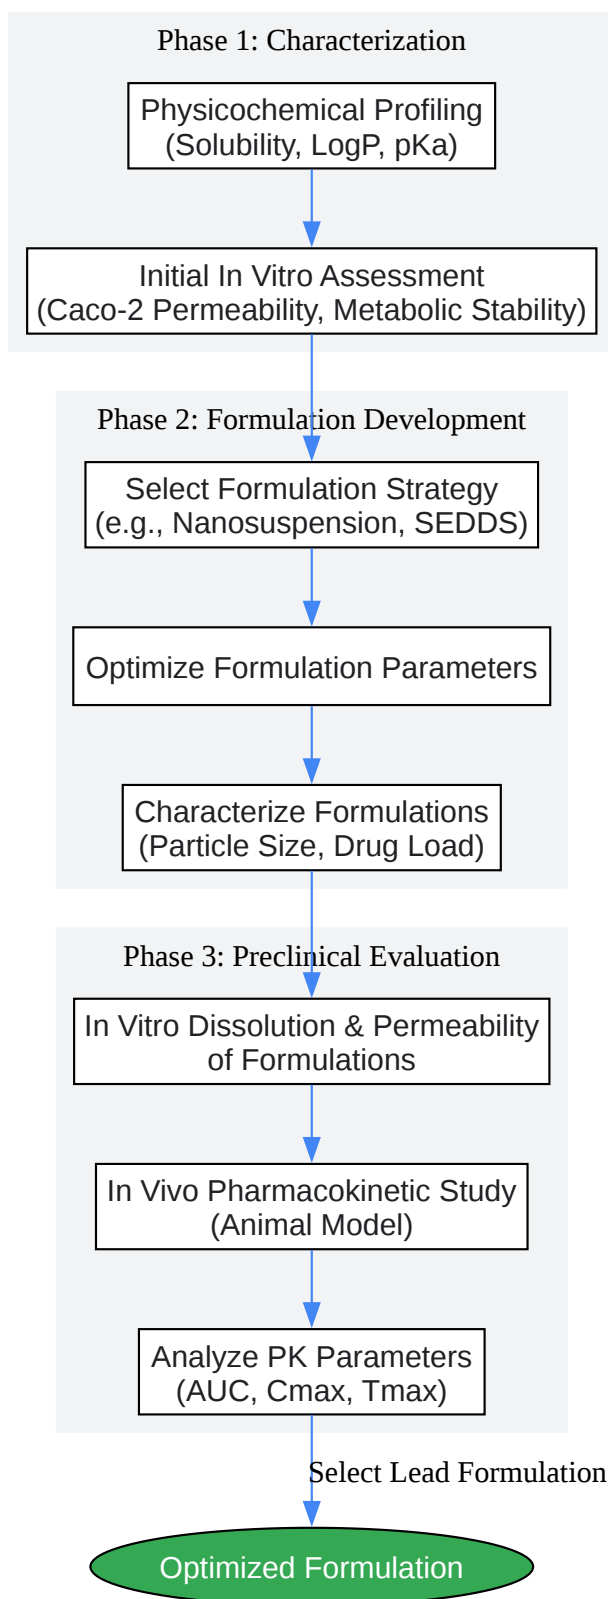 Phase 1: Characterization
Physicochemical Profiling
(Solubility, LogP, pKa)
Initial In Vitro Assessment
(Caco-2 Permeability, Metabolic Stability)
Phase 2: Formulation Development
Select Formulation Strategy
(e.g., Nanosuspension, SEDDS)
Optimize Formulation Parameters
Characterize Formulations
(Particle Size, Drug Load)
Phase 3: Preclinical Evaluation
In Vitro Dissolution & Permeability
of Formulations
In Vivo Pharmacokinetic Study
(Animal Model)
Analyze PK Parameters
(AUC, Cmax, Tmax)
Select Lead Formulation
Optimized Formulation